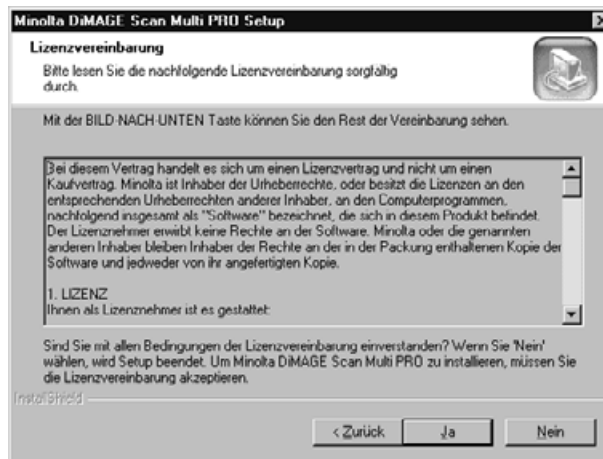 Minolta DiMAGE Scan Multi PRO Setup
Lizenzvereinbarung
Bitte lesen Sie die nachfolgende Lizenzvereinbarung sorgfältig
durch.
Mit der BILD-NACH-UNTEN Taste können Sie den Rest der Vereinbarung sehen.
Bei diesem Vertrag handelt es sich um einen Lizenzvertrag und nicht um einen
Kaufvertrag. Minolta ist Inhaber der Urheberrechte, oder besitzt die Lizenzen an den
entsprechenden Urheberrechten anderer Inhaber, an den Computerprogrammen,
nachfolgend insgesamt als "Software" bezeichnet, die sich in diesem Produkt befindet.
Der Lizenznehmer erwirbt keine Rechte an der Software. Minolta oder die genannten
anderen Inhaber bleiben Inhaber der Rechte an der in der Packung enthaltenen Kopie der
Software und jedweder von ihr angefertigten Kopie.
1. LIZENZ
Ihnen als Lizenznehmer ist es gestattet:
Sind Sie mit allen Bedingungen der Lizenzvereinbarung einverstanden? Wenn Sie 'Nein'
wählen, wird Setup beendet. Um Minolta DiMAGE Scan Multi PRO zu installieren, müssen Sie
die Lizenzvereinbarung akzeptieren.
InstallShield
< Zurück
Ja
Nein